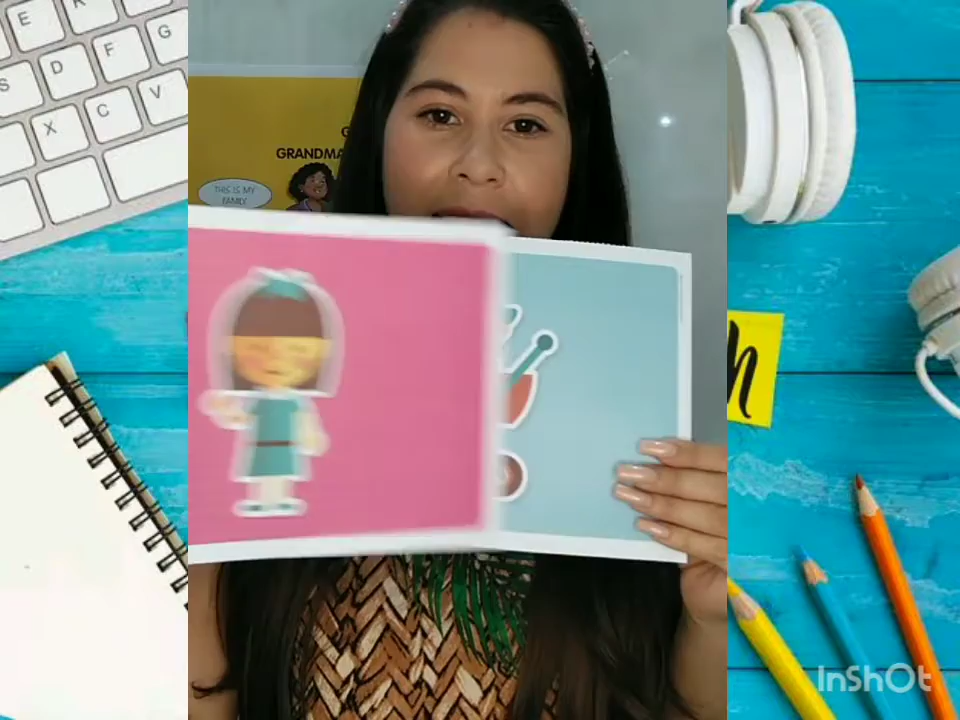 E R
S D F G
X C V
G
GRANDMA
THIS IS MY
FAMILY
h
InShOt